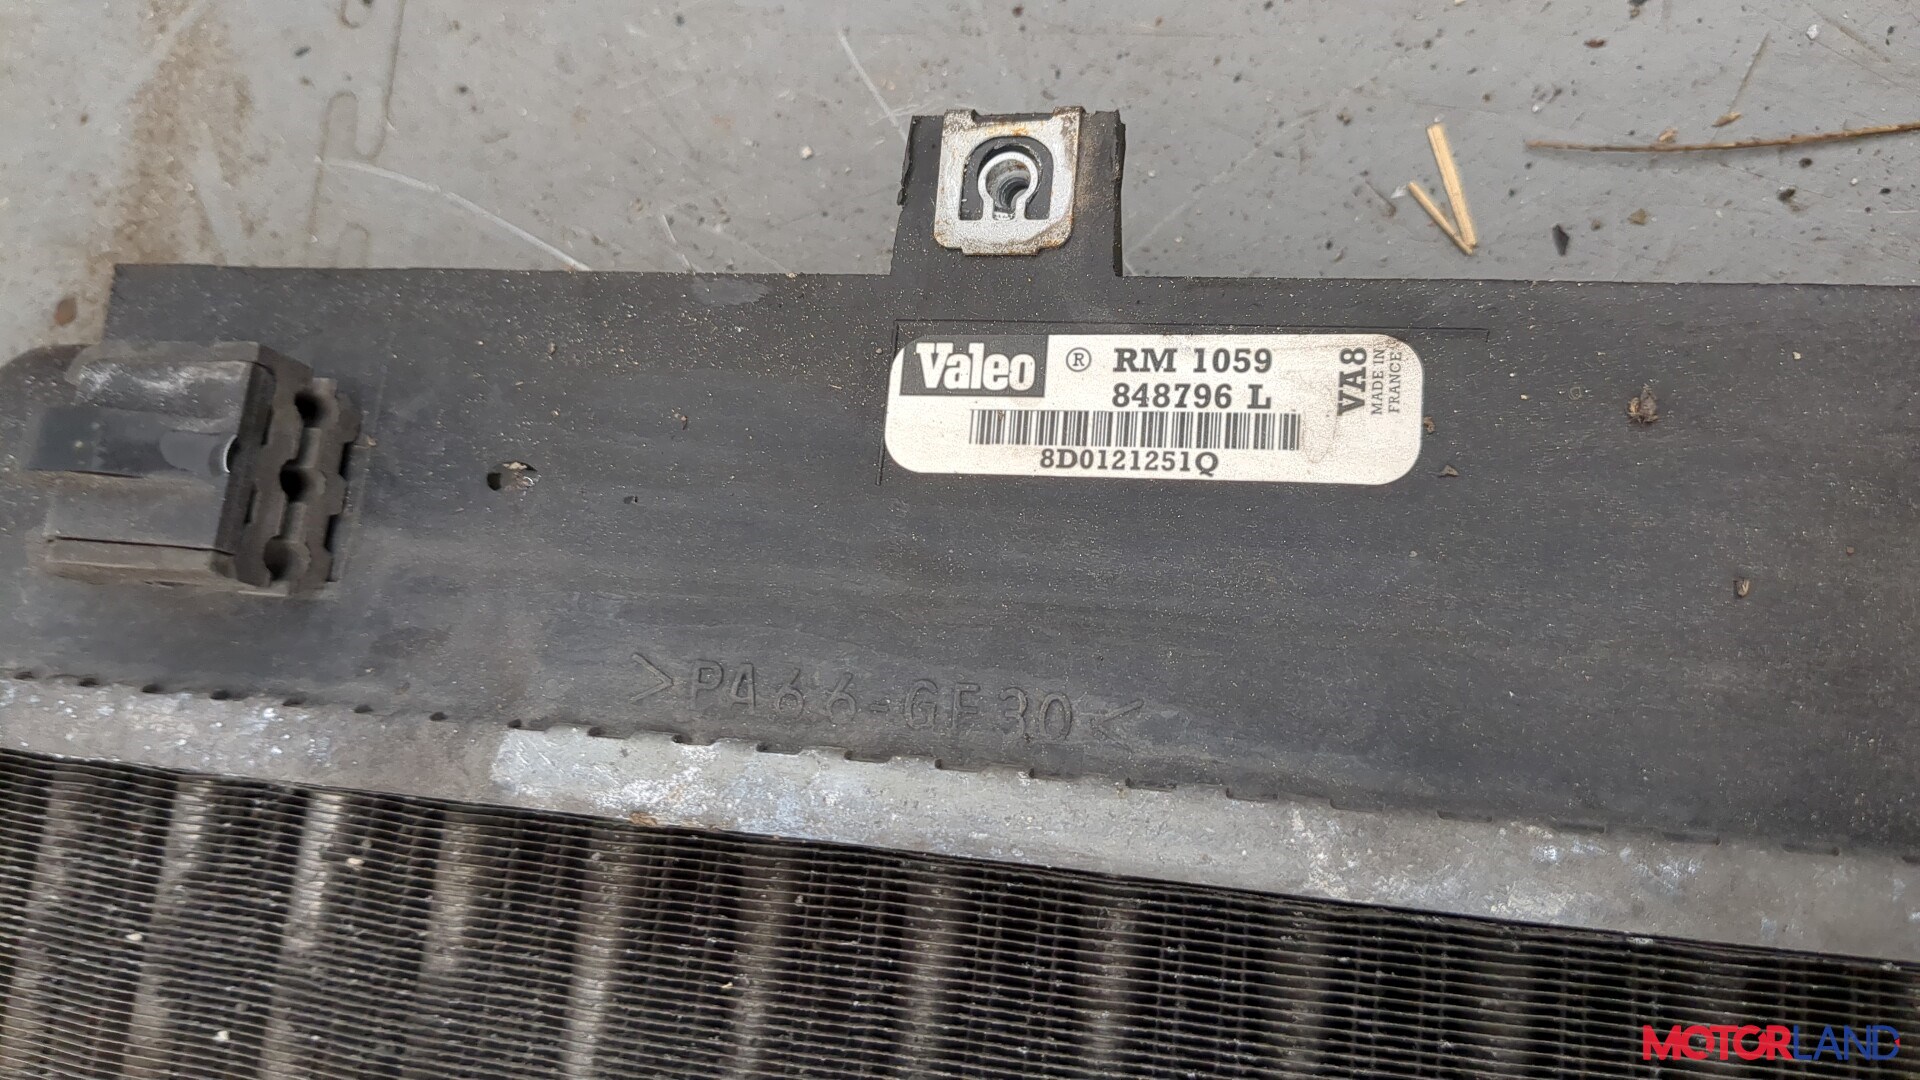 Valeo ® RM 1059
848796 L
8D0121251Q
VA8
MADE IN
FRANCE
>PA66-GF30<
MOTORLAND